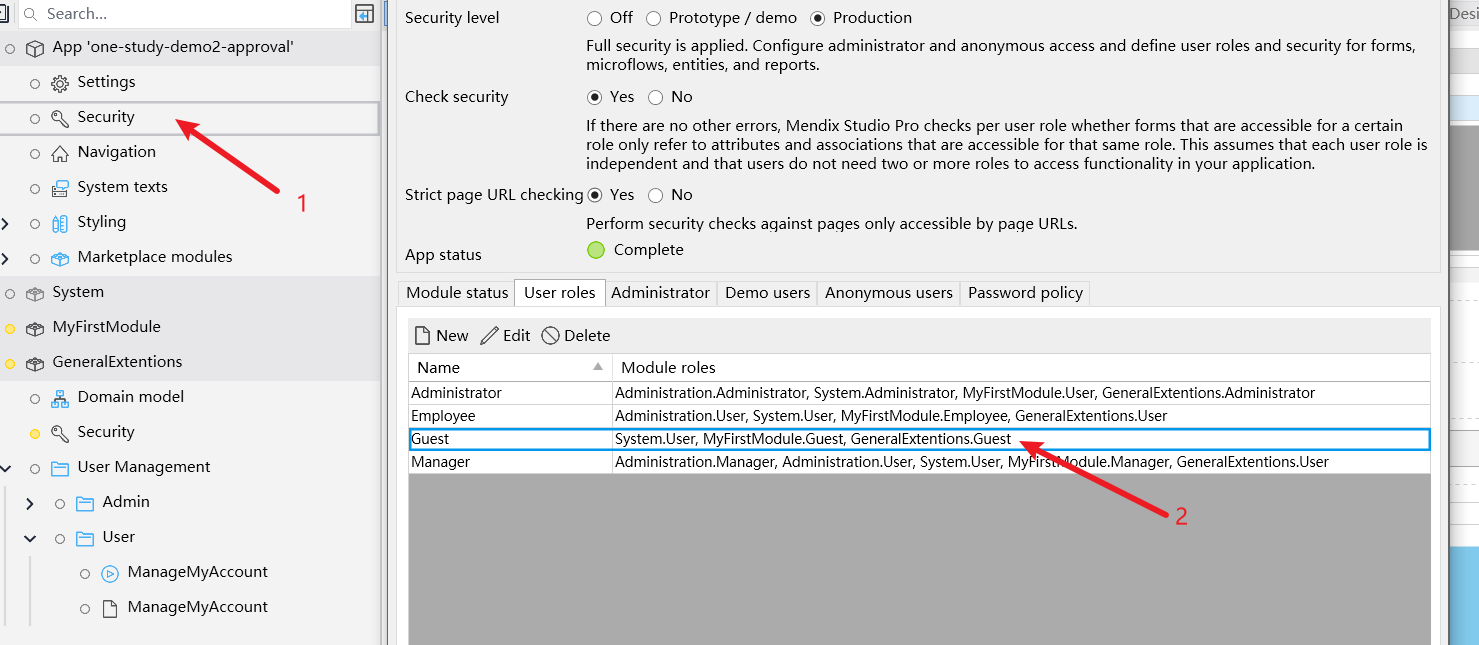 Search...
App 'one-study-demo2-approval'
Settings
Security
Navigation
System texts
Styling
Marketplace modules
System
MyFirstModule
GeneralExtentions
Domain model
Security
User Management
Admin
User
ManageMyAccount
ManageMyAccount
1
Security level Off Prototype / demo Production
Full security is applied. Configure administrator and anonymous access and define user roles and security for forms,
microflows, entities, and reports.
Check security Yes No
If there are no other errors, Mendix Studio Pro checks per user role whether forms that are accessible for a certain
role only refer to attributes and associations that are accessible for that same role. This assumes that each user role is
independent and that users do not need two or more roles to access functionality in your application.
Strict page URL checking Yes No
Perform security checks against pages only accessible by page URLs.
App status Complete
Module status User roles Administrator Demo users Anonymous users Password policy
New Edit Delete
Name Module roles
Administrator Administration.Administrator, System.Administrator, MyFirstModule.User, GeneralExtentions.Administrator
Employee Administration.User, System.User, MyFirstModule.Employee, GeneralExtentions.User
Guest System.User, MyFirstModule.Guest, GeneralExtentions.Guest
Manager Administration.Manager, Administration.User, System.User, MyFirstModule.Manager, GeneralExtentions.User
2
Desi